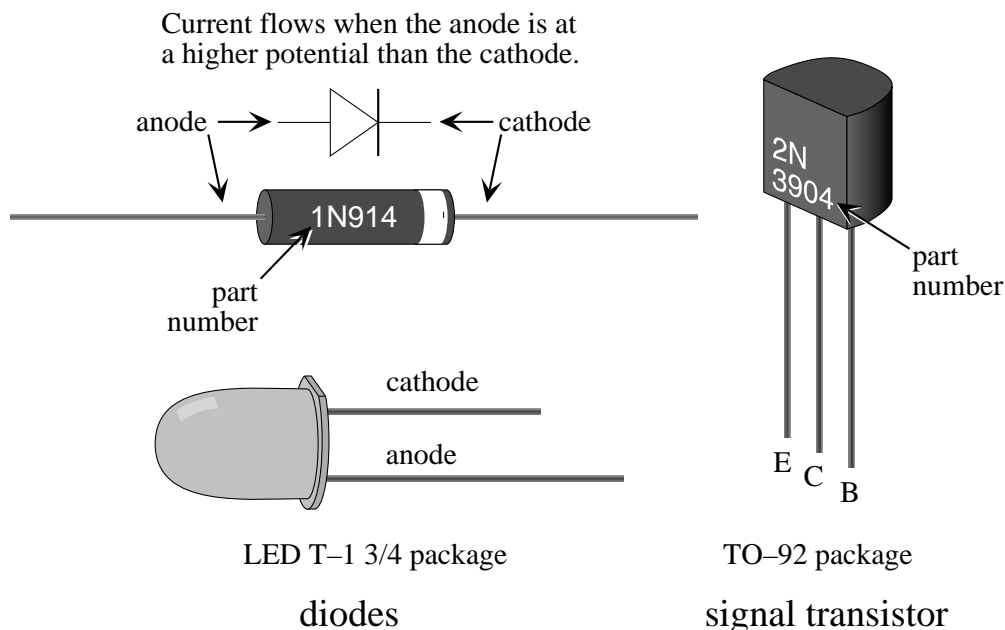 Current flows when the anode is at
a higher potential than the cathode.
anode
cathode
1N914
part
number
2N
3904
part
number
cathode
anode
E
C
B
LED T–1 3/4 package
TO–92 package
diodes
signal transistor